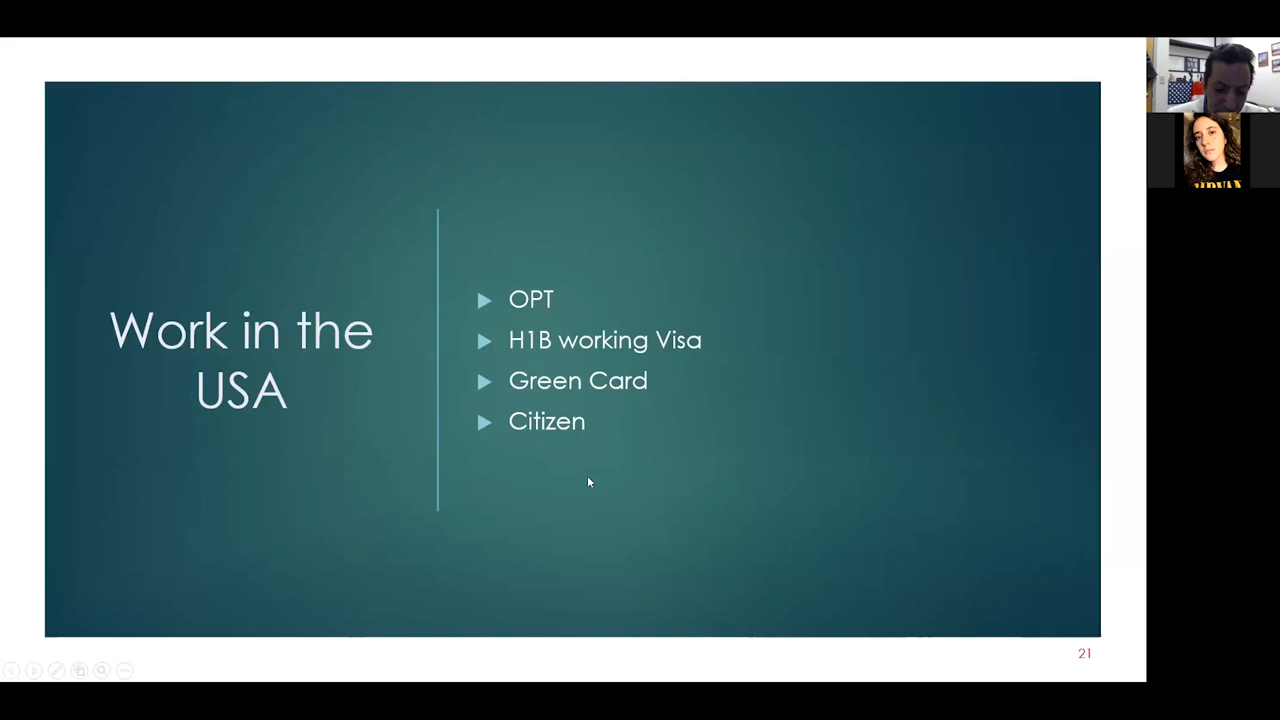 Work in the
USA
OPT
H1B working Visa
Green Card
Citizen
21